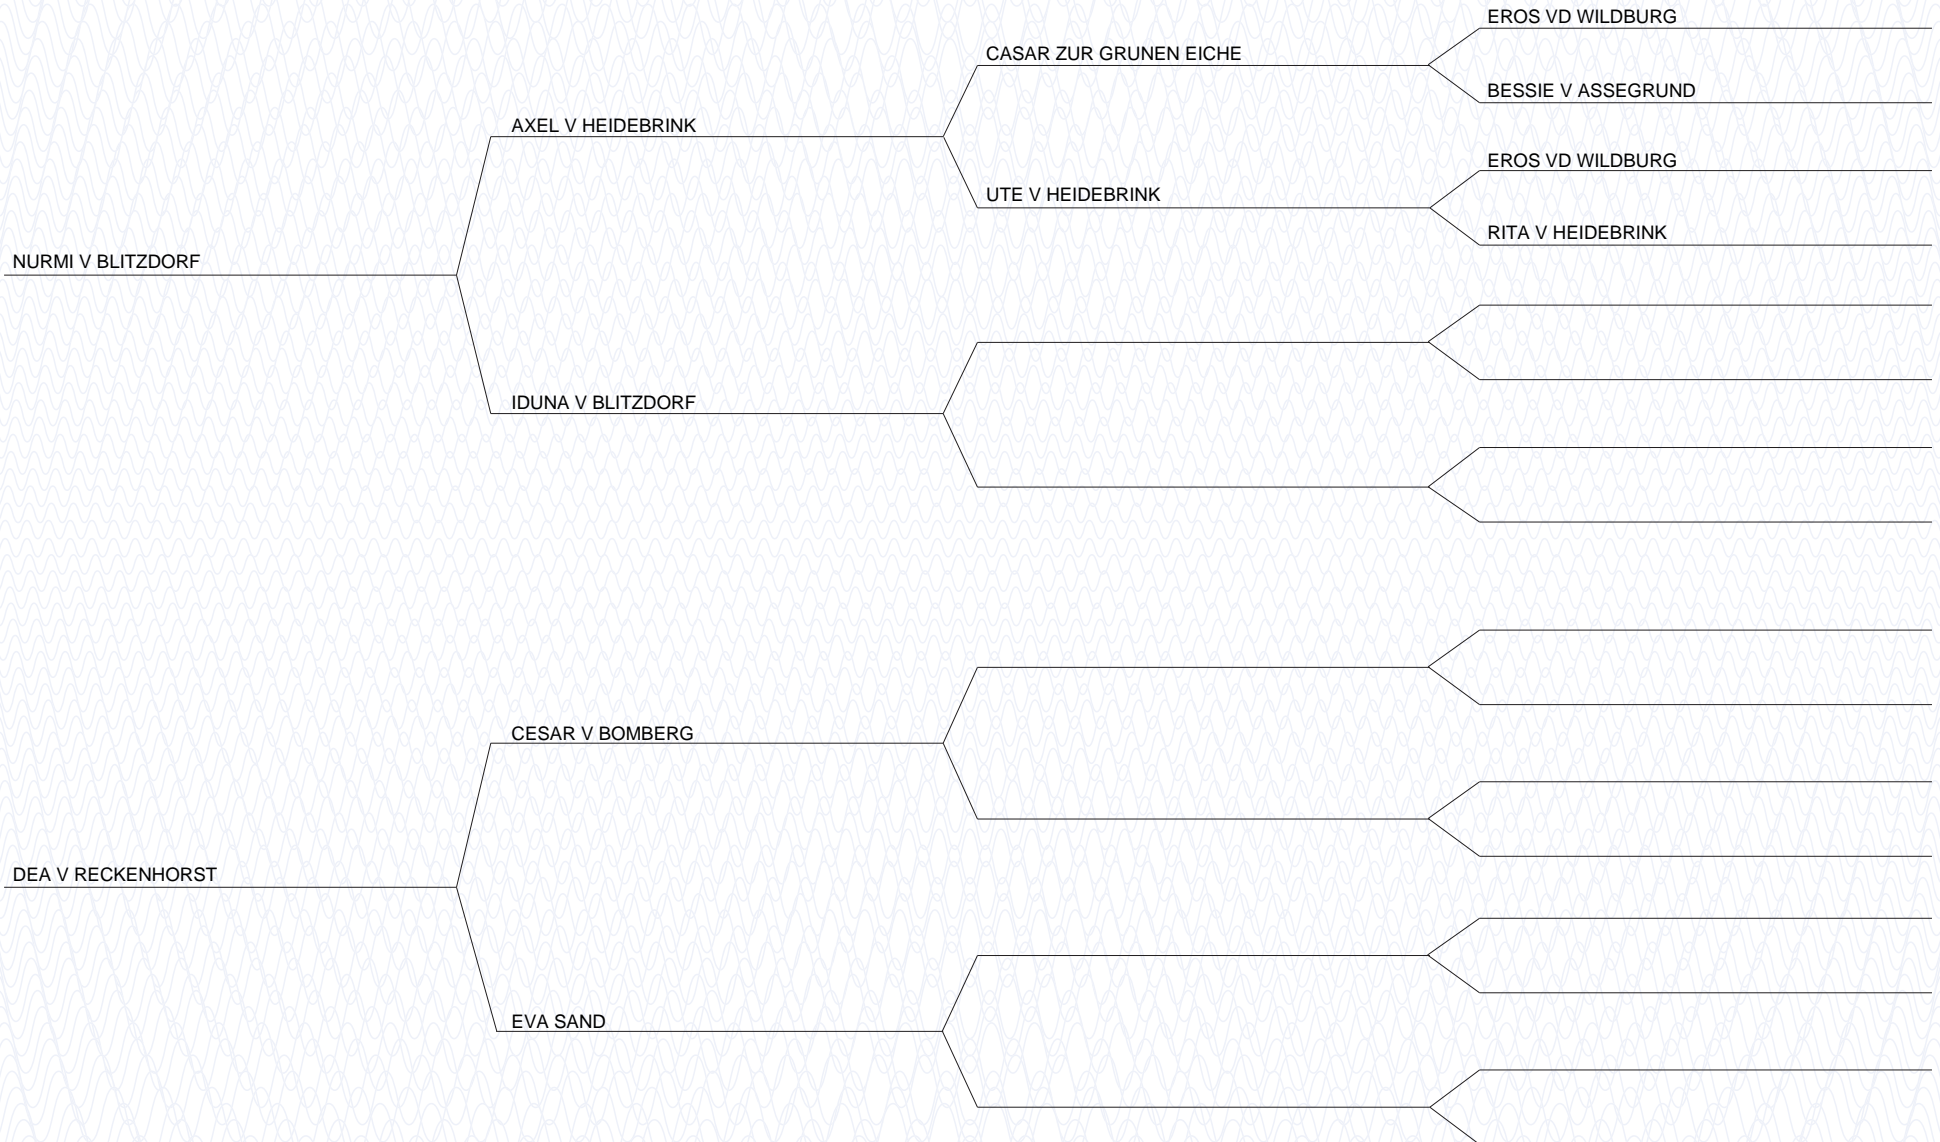 EROS VD WILDBURG
CASAR ZUR GRUNEN EICHE
BESSIE V ASSEGRUND
AXEL V HEIDEBRINK
EROS VD WILDBURG
UTE V HEIDEBRINK
RITA V HEIDEBRINK
NURMI V BLITZDORF
IDUNA V BLITZDORF
CESAR V BOMBERG
DEA V RECKENHORST
EVA SAND